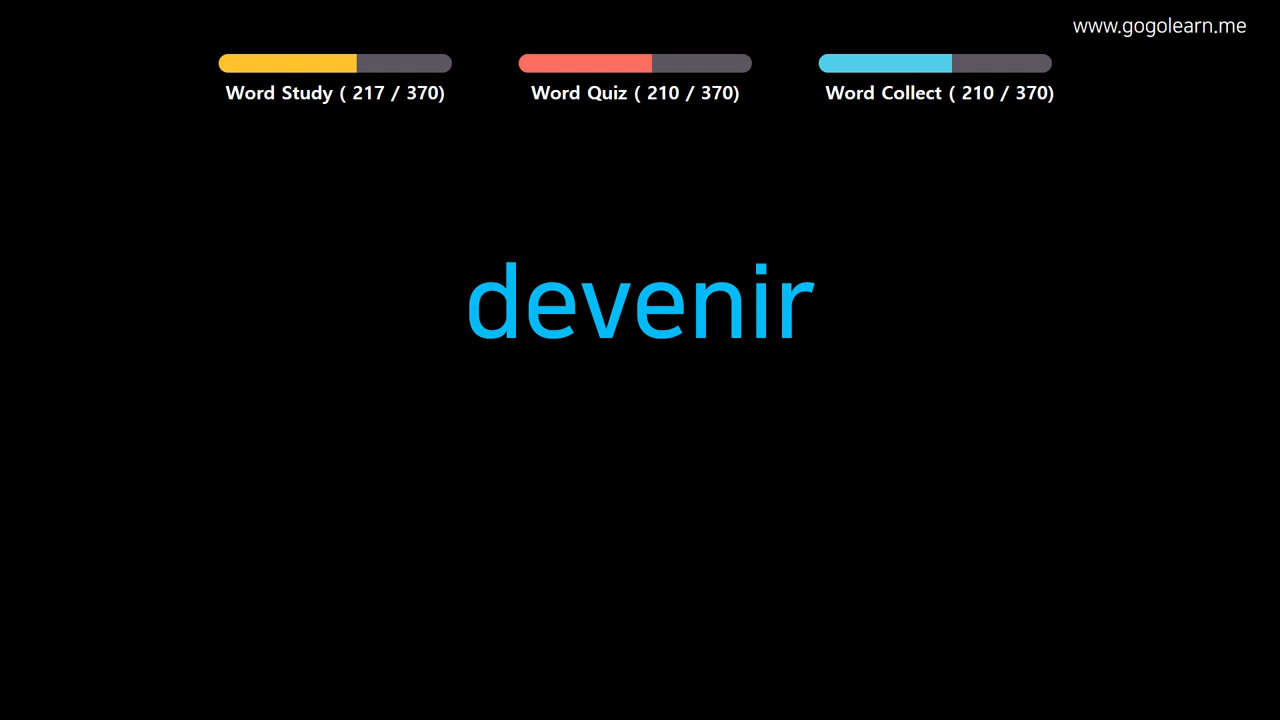 www.gogolearn.me
Word Study ( 217 / 370)
Word Quiz ( 210 / 370)
Word Collect ( 210 / 370)
devenir